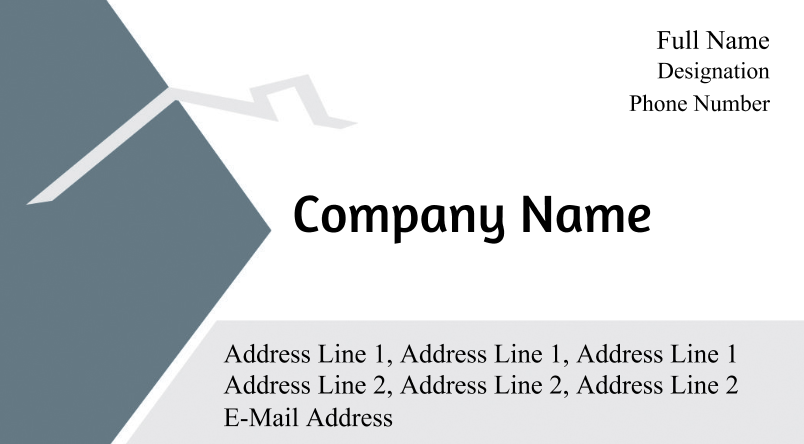 Full Name
Designation
Phone Number
Company Name
Address Line 1, Address Line 1, Address Line 1
Address Line 2, Address Line 2, Address Line 2
E-Mail Address